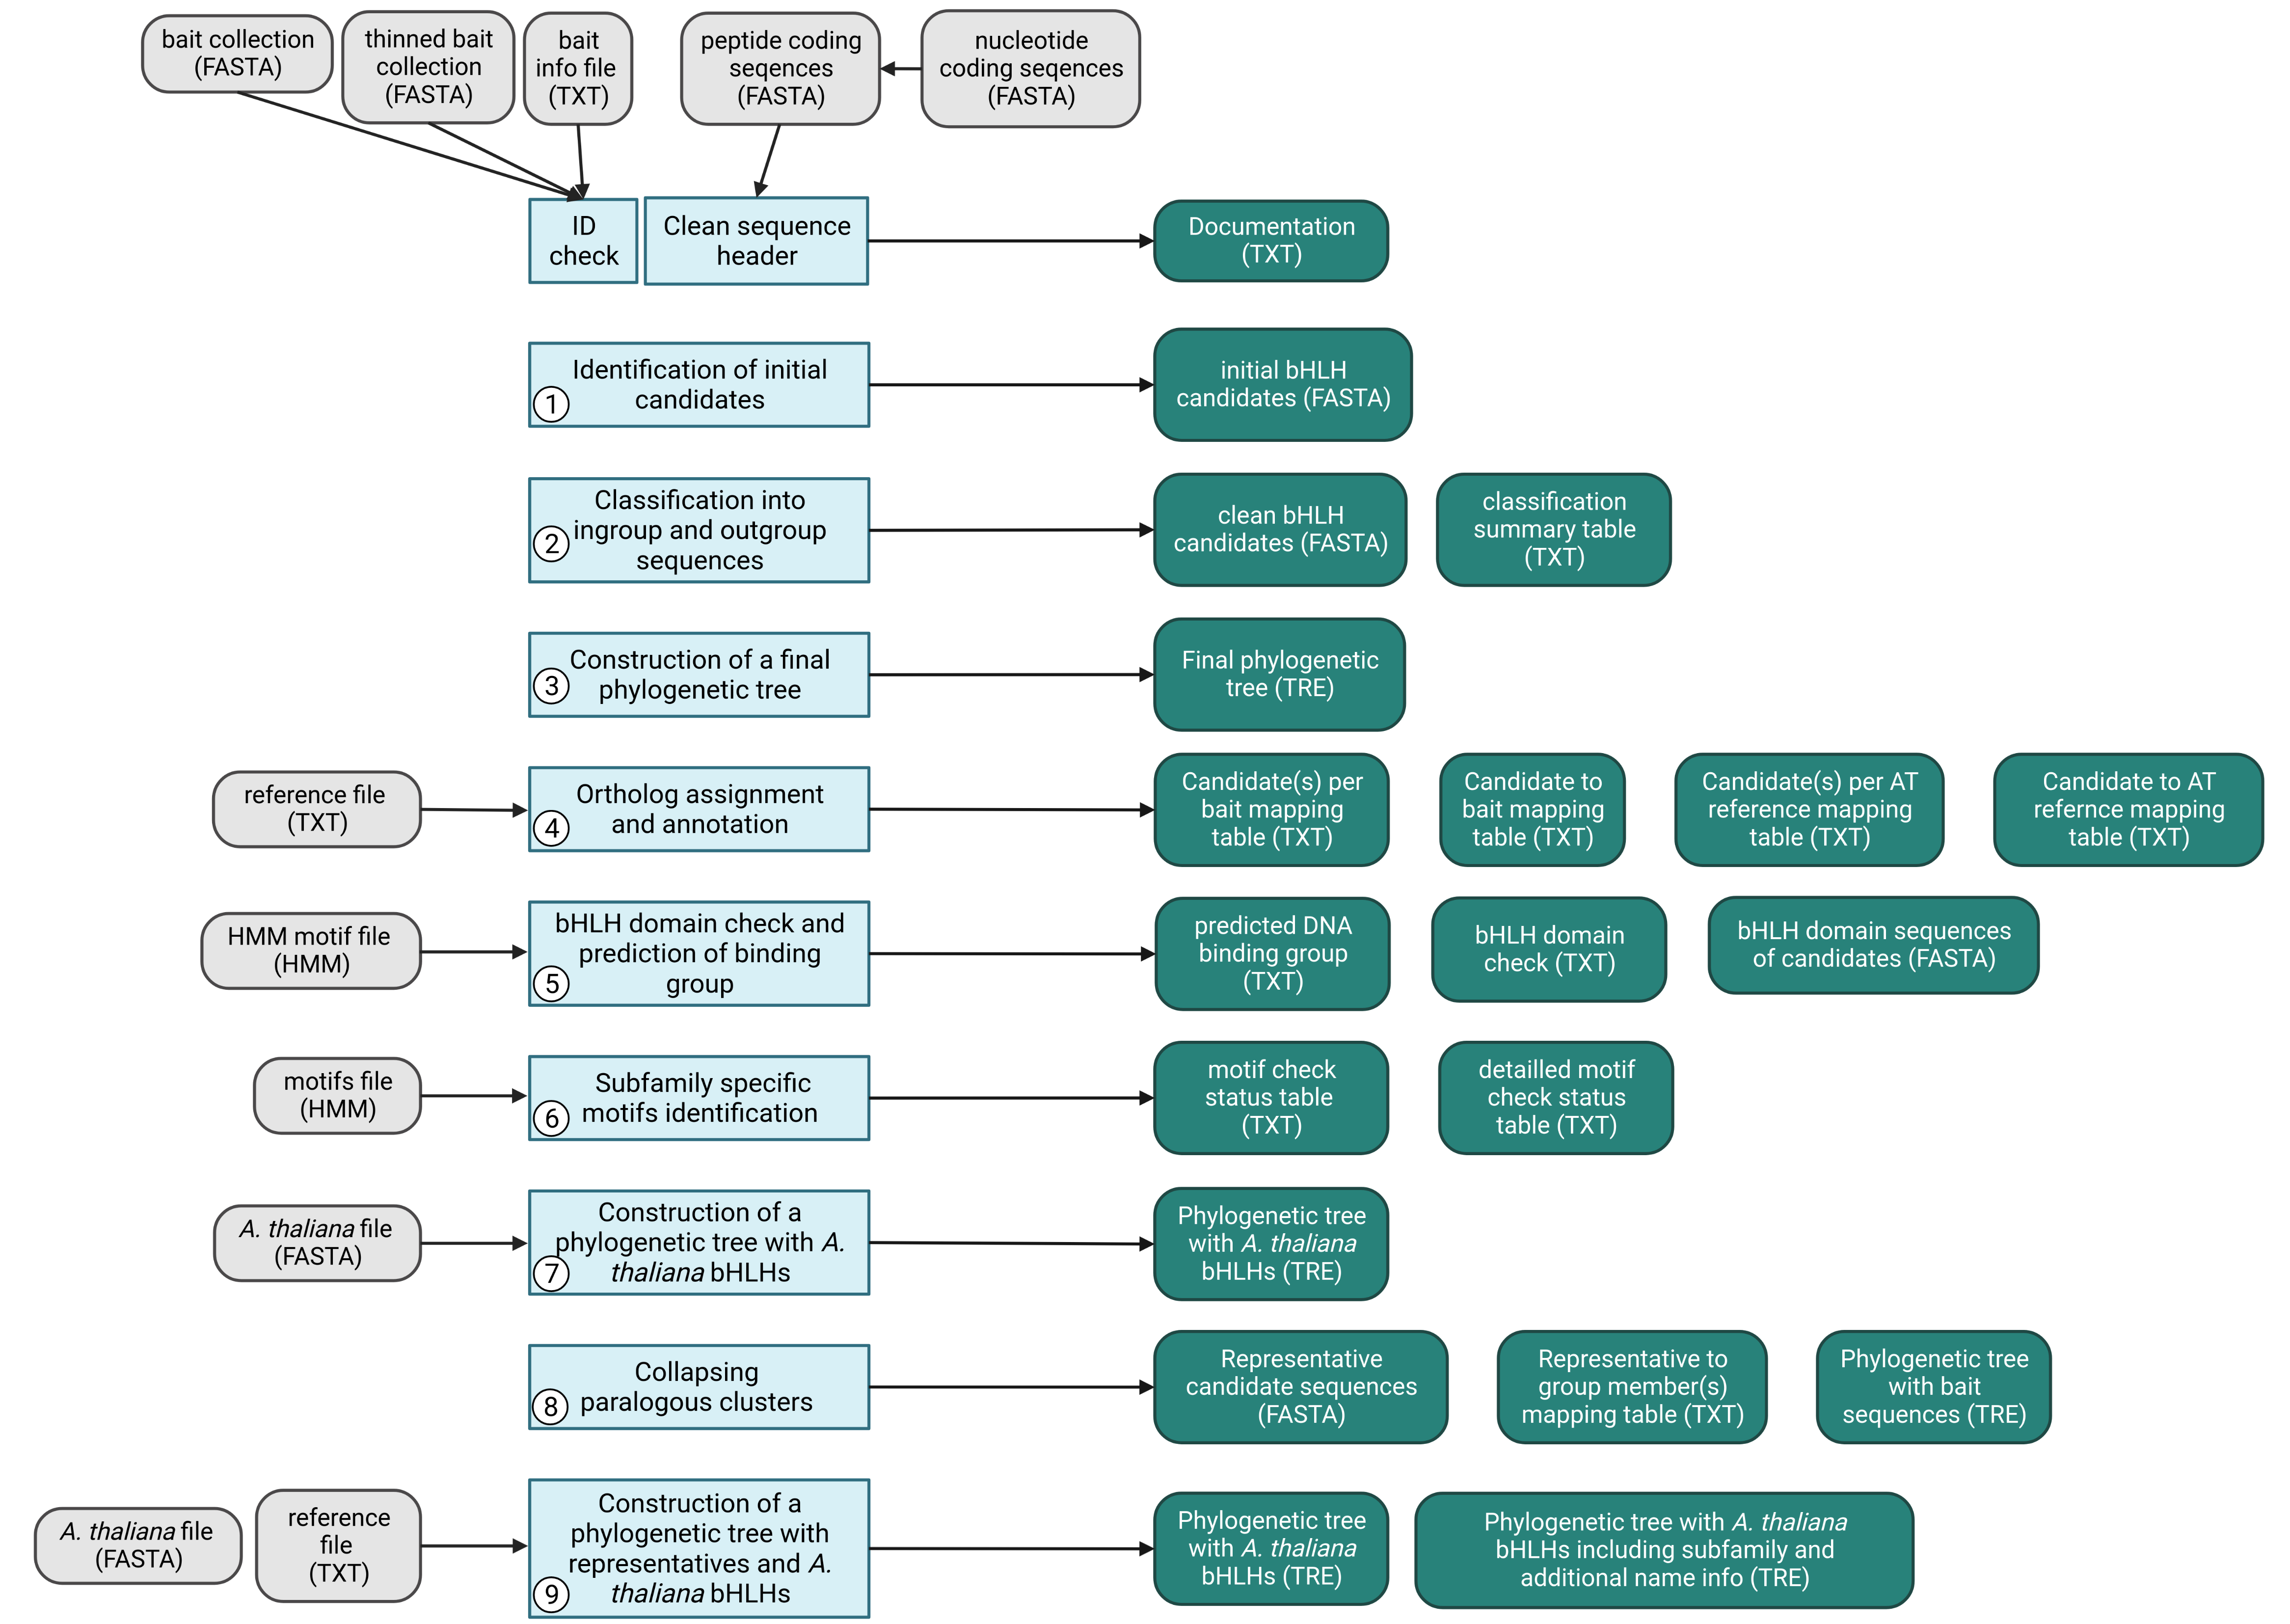 bait collection
(FASTA)
thinned bait
collection
(FASTA)
bait
info file
(TXT)
peptide coding
seqences
(FASTA)
nucleotide
coding seqences
(FASTA)
ID
check
Clean sequence
header
Documentation
(TXT)
Identification of initial
candidates
1
initial bHLH
candidates (FASTA)
Classification into
ingroup and outgroup
sequences
2
clean bHLH
candidates (FASTA)
classification
summary table
(TXT)
Construction of a final
phylogenetic tree
3
Final phylogenetic
tree (TRE)
reference file
(TXT)
Ortholog assignment
and annotation
4
Candidate(s) per
bait mapping
table (TXT)
Candidate to
bait mapping
table (TXT)
Candidate(s) per AT
reference mapping
table (TXT)
Candidate to AT
refernce mapping
table (TXT)
HMM motif file
(HMM)
bHLH domain check and
prediction of binding
group
5
predicted DNA
binding group
(TXT)
bHLH domain
check (TXT)
bHLH domain sequences
of candidates (FASTA)
motifs file
(HMM)
Subfamily specific
motifs identification
6
motif check
status table
(TXT)
detailled motif
check status
table (TXT)
A. thaliana file
(FASTA)
Construction of a
phylogenetic tree with A.
thaliana bHLHs
7
Phylogenetic tree
with A. thaliana
bHLHs (TRE)
Collapsing
paralogous clusters
8
Representative
candidate sequences
(FASTA)
Representative to
group member(s)
mapping table (TXT)
Phylogenetic tree
with bait
sequences (TRE)
A. thaliana file
(FASTA)
reference
file
(TXT)
Construction of a
phylogenetic tree with
representatives and A.
thaliana bHLHs
9
Phylogenetic tree
with A. thaliana
bHLHs (TRE)
Phylogenetic tree with A. thaliana
bHLHs including subfamily and
additional name info (TRE)